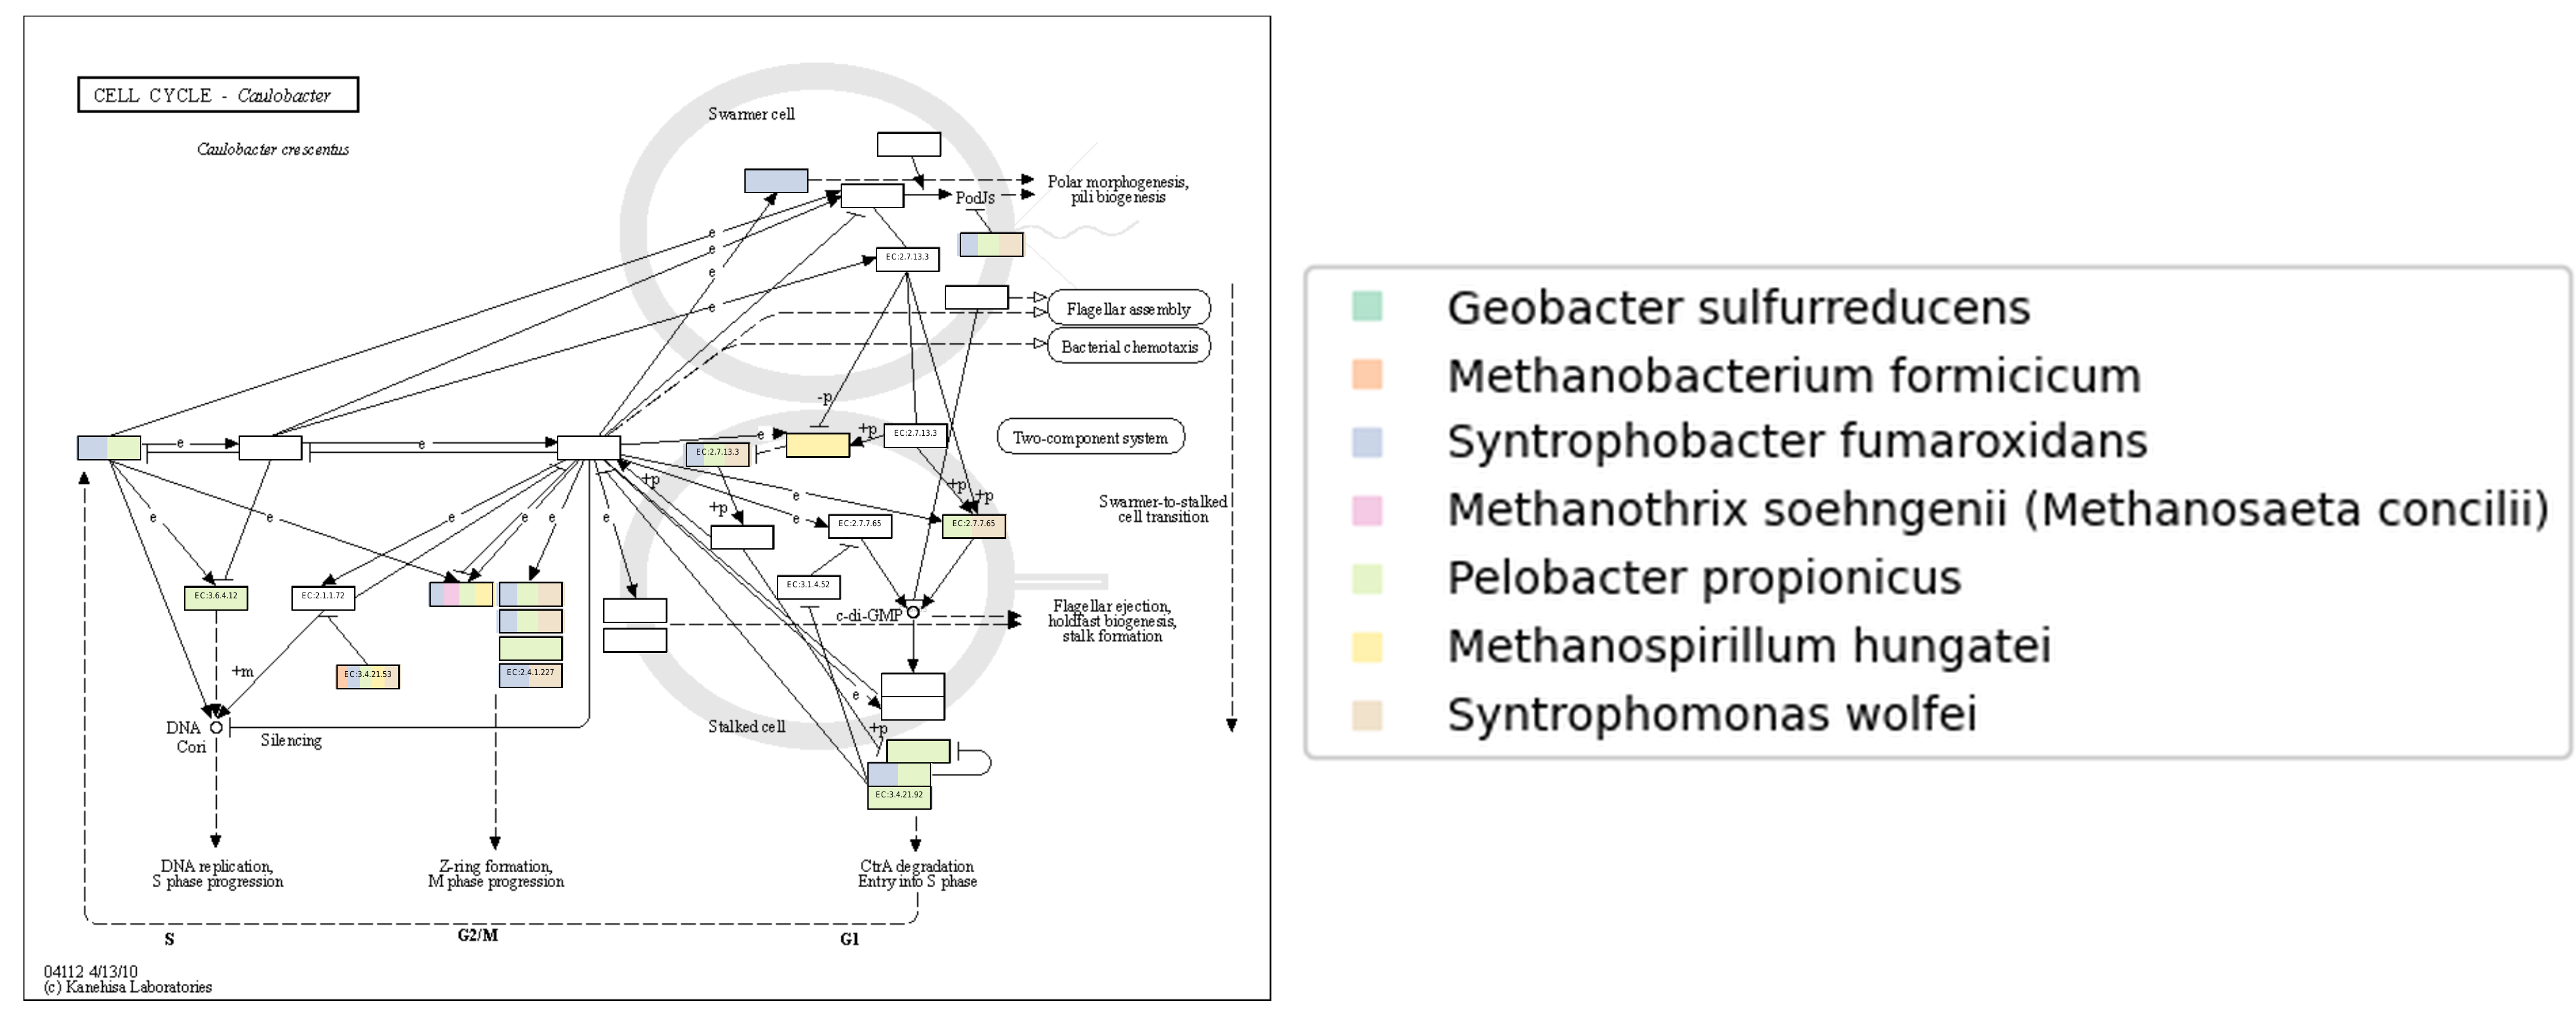 CELL CYCLE - Caulobacter
Caulobacter crescentus
Swarmer cell
Polar morphogenesis,
pili biogenesis
PodJs
e
e
e
e
EC:2.7.13.3
Flagellar assembly
Bacterial chemotaxis
-p
+p
EC:2.7.13.3
Two-component system
e
e
e
EC:2.7.13.3
+p
+p
+p
+p
Swarmer-to-stalked
cell transition
e
e
e
e
e
e
e
e
EC:2.7.7.65
EC:2.7.7.65
EC:3.1.4.52
EC:3.6.4.12
EC:2.1.1.72
c-di-GMP
Flagellar ejection,
holdfast biogenesis,
stalk formation
+m
EC:3.4.21.53
EC:2.4.1.227
e
+p
DNA
Cori
Silencing
Stalked cell
EC:3.4.21.92
DNA replication,
S phase progression
Z-ring formation,
M phase progression
CtrA degradation
Entry into S phase
S
G2/M
G1
04112 4/13/10
(c) Kanehisa Laboratories
Geobacter sulfurreducens
Methanobacterium formicicum
Syntrophobacter fumaroxidans
Methanothrix soehngenii (Methanosaeta concilii)
Pelobacter propionicus
Methanospirillum hungatei
Syntrophomonas wolfei